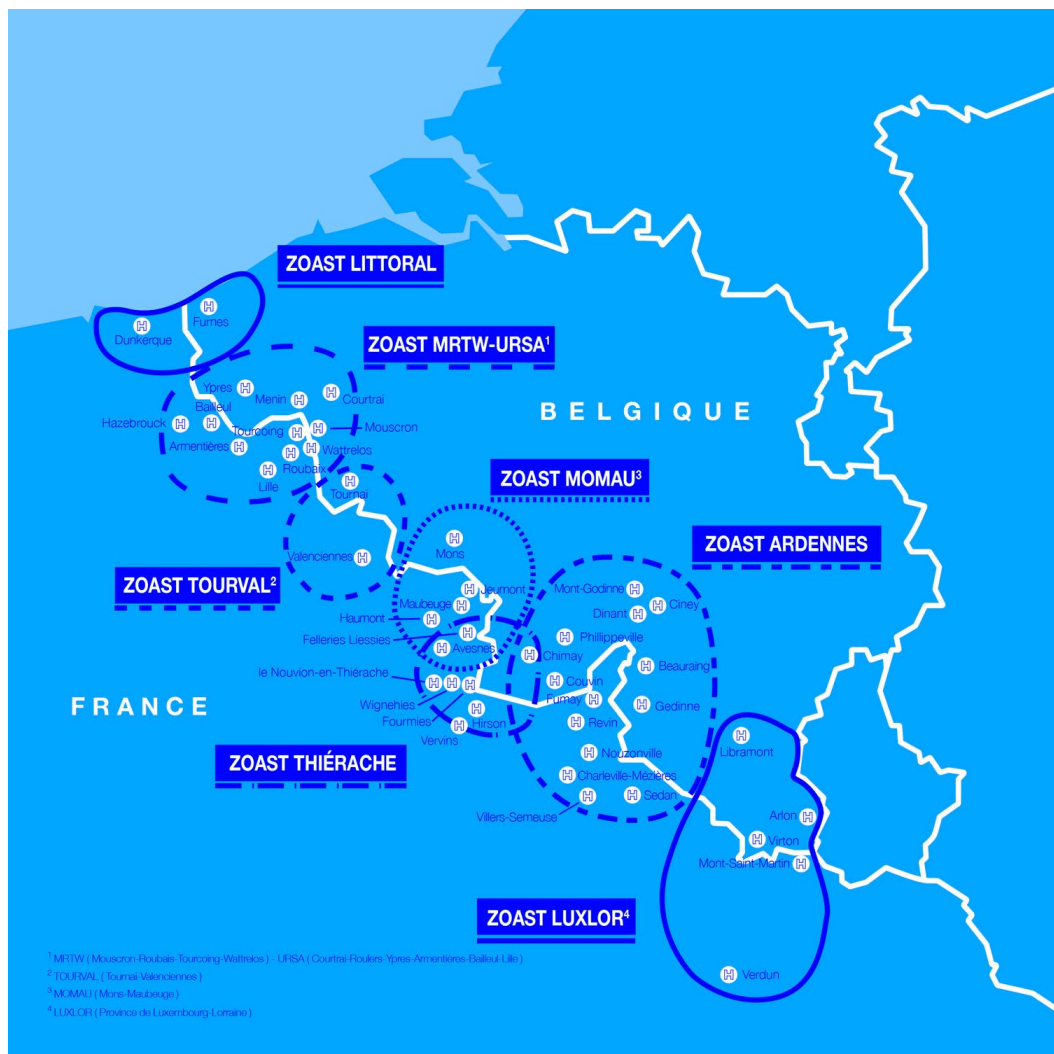 ZOAST LITTORAL
Furnes
Dunkerque
ZOAST MRTW-URSA¹
Ypres
Menin
Courtrai
Bailleul
Hazebrouck
Tourcoing
Mouscron
Armentières
Wattrelos
Roubaix
Lille
BELGIQUE
ZOAST MOMAU³
Tournai
Valenciennes
Mons
ZOAST ARDENNES
ZOAST TOURVAL²
Jeumont
Maubeuge
Haumont
Felleries Liessies
Avesnes
Mont-Godinne
Ciney
Dinant
Phillippeville
Chimay
Beauraing
le Nouvion-en-Thiérache
Couvin
Wignehies
Fumay
Gedinne
Fourmies
Hirson
Revin
Vervins
FRANCE
ZOAST THIÉRACHE
Nouzonville
Libramont
Charleville-Mézières
Sedan
Villers-Semeuse
Arlon
Virton
Mont-Saint-Martin
ZOAST LUXLOR⁴
Verdun
¹ MRTW ( Mouscron-Roubaix-Tourcoing-Wattrelos ) - URSA ( Courtrai-Roulers-Ypres-Armentières-Bailleul-Lille )
² TOURVAL ( Tournai-Valenciennes )
³ MOMAU ( Mons-Maubeuge )
⁴ LUXLOR ( Province de Luxembourg-Lorraine )